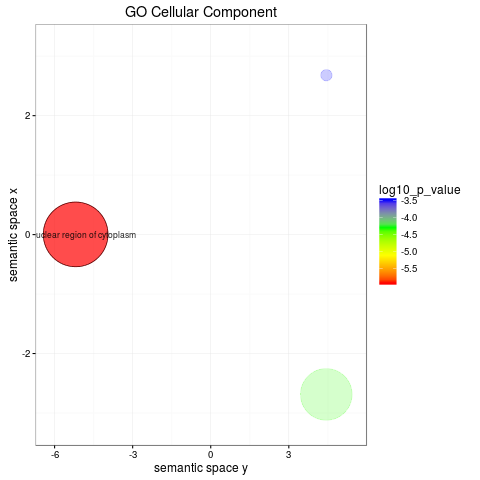 GO Cellular Component
semantic space x
2
0
-2
uclear region of cytoplasm
-6
-3
0
3
semantic space y
log10_p_value
-3.5
-4.0
-4.5
-5.0
-5.5